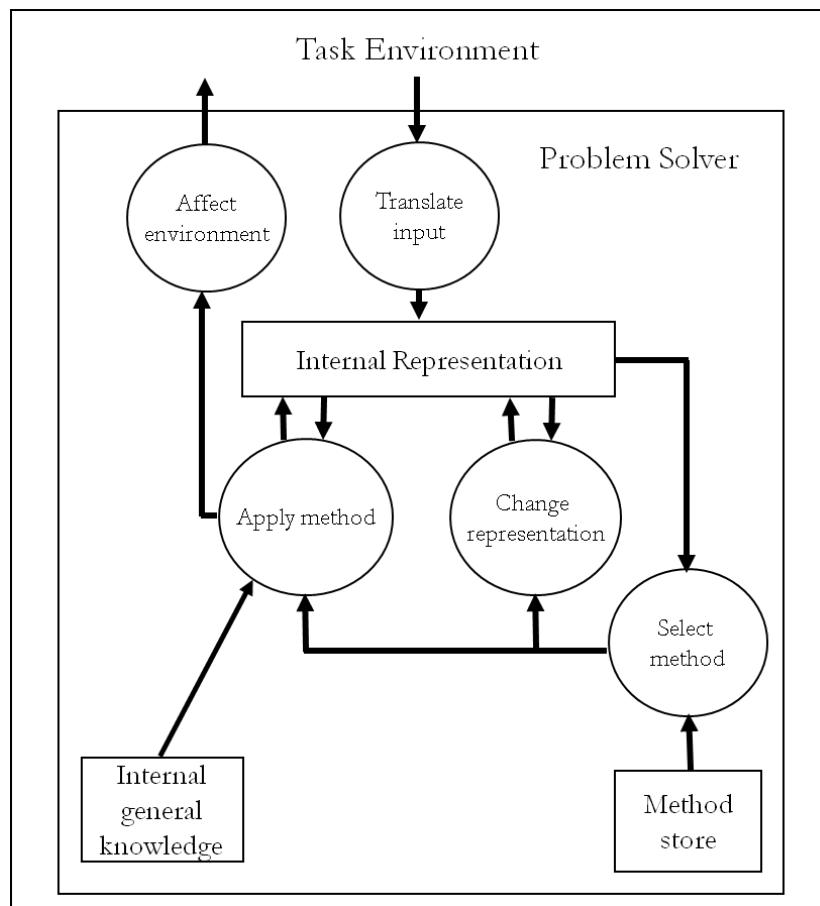 Task Environment
Problem Solver
Affect
environment
Translate
input
Internal Representation
Apply method
Change
representation
Select
method
Internal
general
knowledge
Method
store